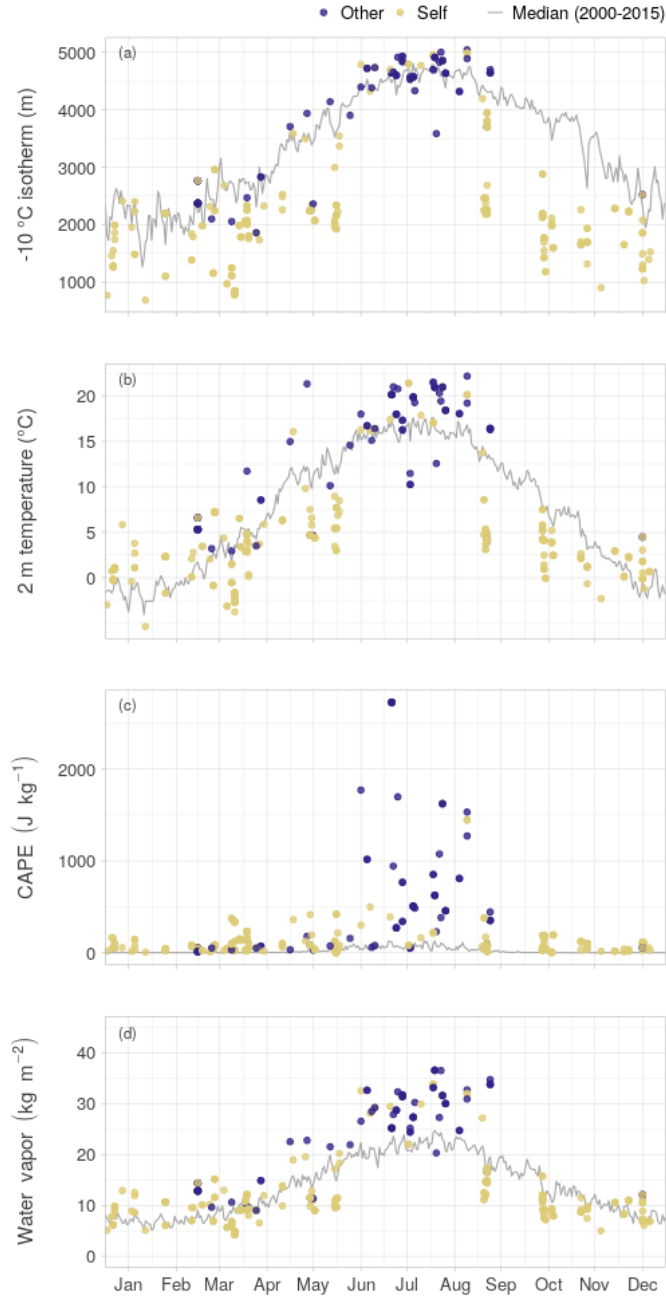 Other Self Median (2000-2015)
(a)
-10 °C isotherm (m)
5000
4000
3000
2000
1000
(b)
2 m temperature (°C)
20
15
10
5
0
(c)
CAPE (J kg⁻¹)
2000
1000
0
(d)
Water vapor (kg m⁻²)
40
30
20
10
0
Jan Feb Mar Apr May Jun Jul Aug Sep Oct Nov Dec